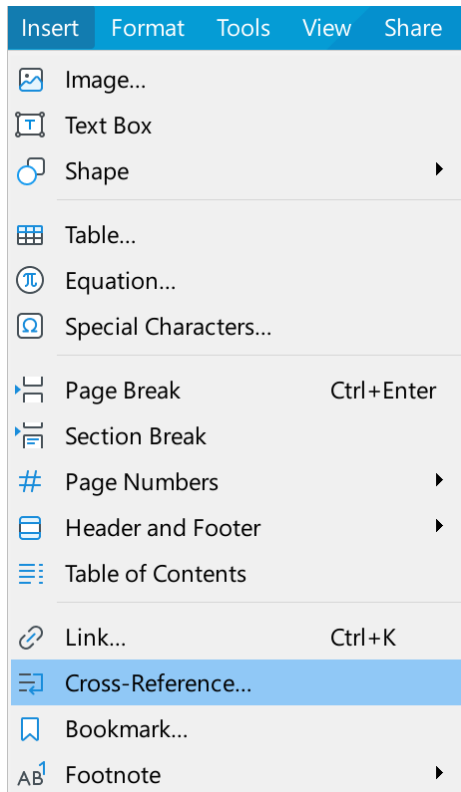 Insert Format Tools View Share
Image...
T Text Box
Shape
Table...
π Equation...
Ω Special Characters...
Page Break Ctrl+Enter
Section Break
# Page Numbers
Header and Footer
Table of Contents
Link... Ctrl+K
Cross-Reference...
Bookmark...
AB1 Footnote